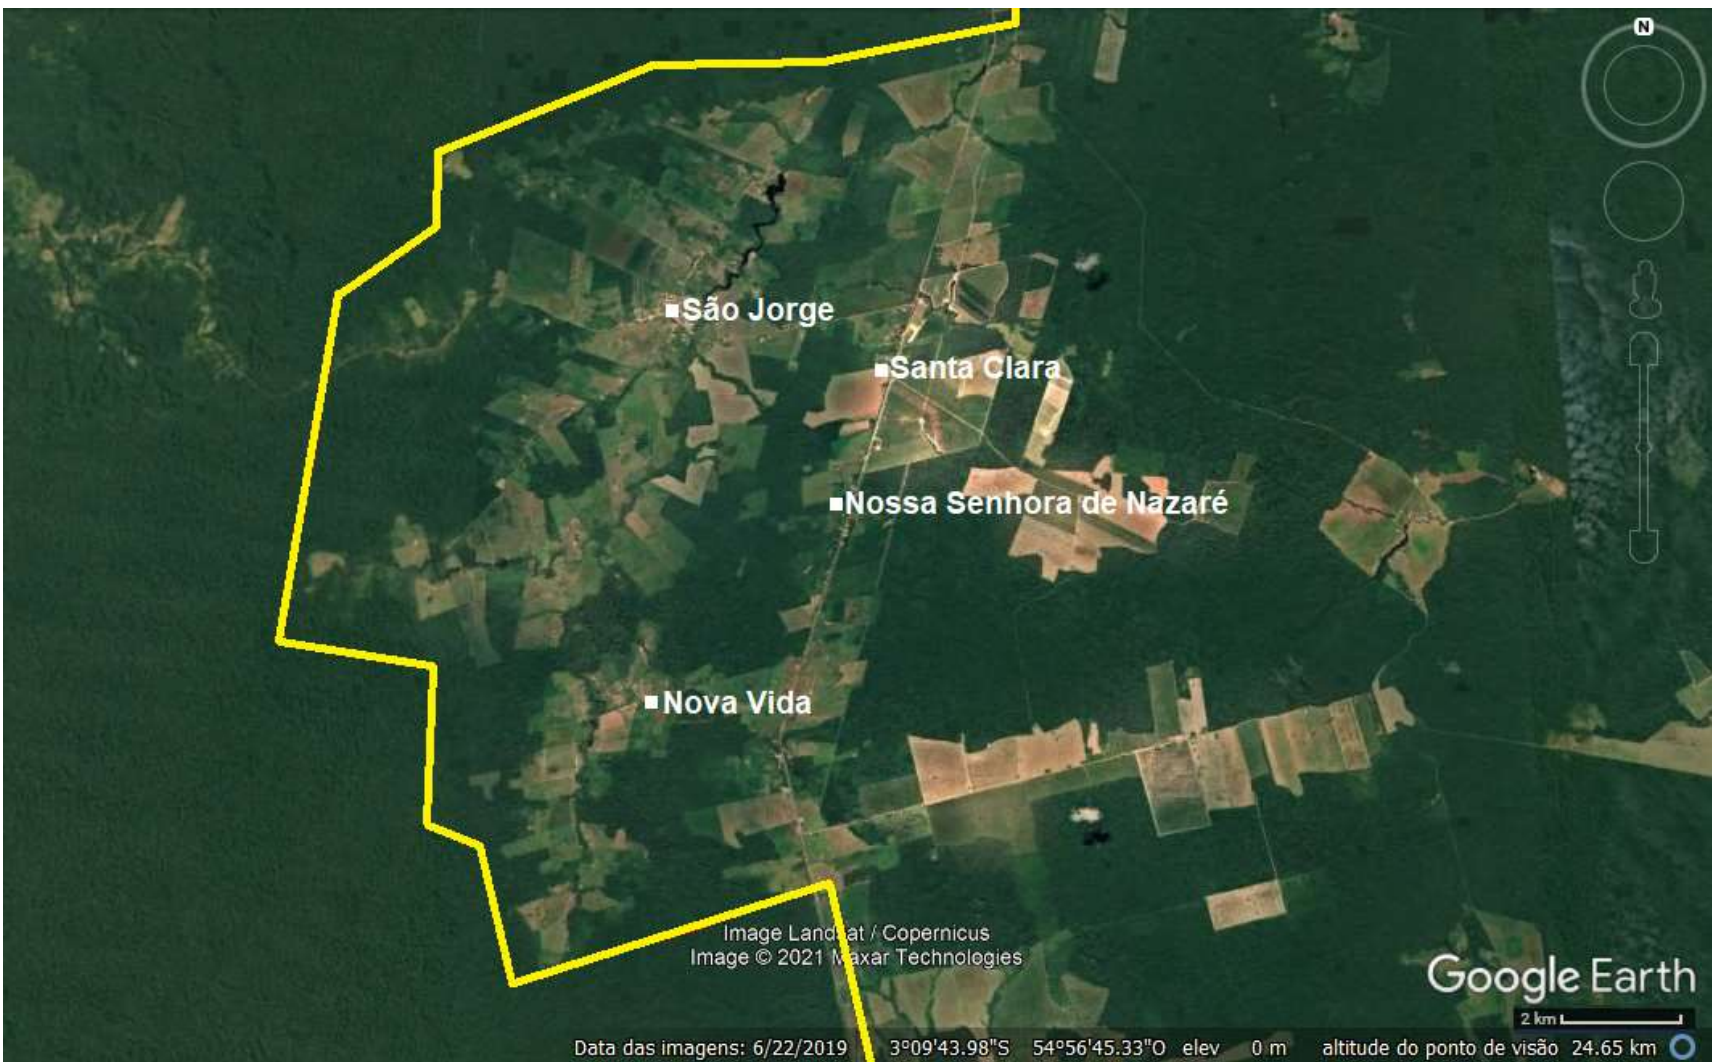 N
São Jorge
Santa Clara
Nossa Senhora de Nazaré
Nova Vida
Image Landsat / Copernicus
Image © 2021 Maxar Technologies
Google Earth
2 km
Data das imagens: 6/22/2019 3°09'43.98"S 54°56'45.33"O elev 0 m altitude do ponto de visão 24.65 km